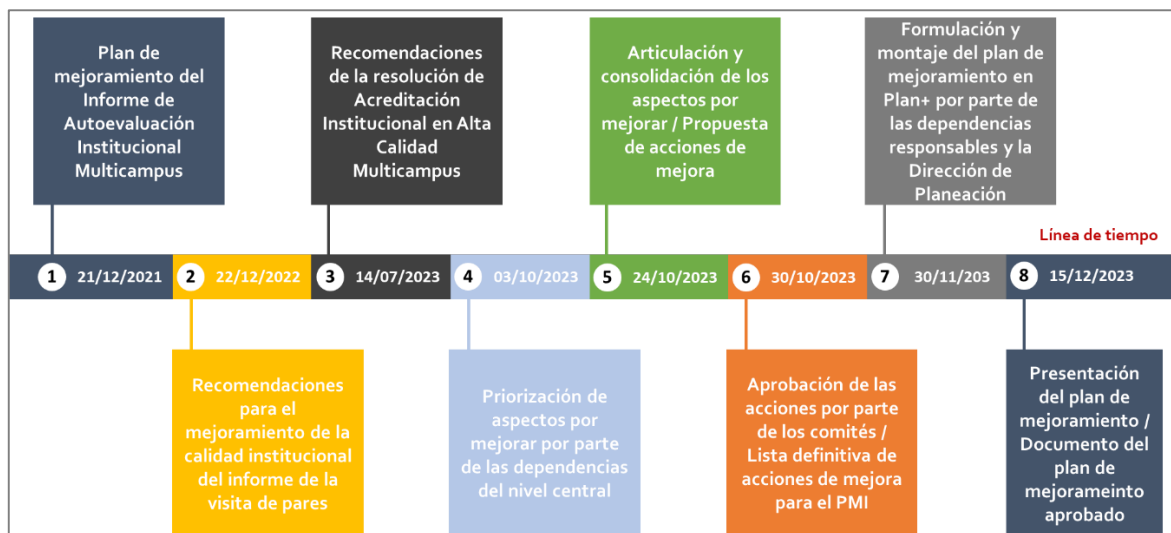 Plan de
mejoramiento del
Informe de
Autoevaluación
Institucional
Multicampus
Recomendaciones
de la resolución de
Acreditación
Institucional en Alta
Calidad
Multicampus
Articulación y
consolidación de los
aspectos por
mejorar / Propuesta
de acciones de
mejora
Formulación y
montaje del plan de
mejoramiento en
Plan+ por parte de
las dependencias
responsables y la
Dirección de
Planeación
Línea de tiempo
1 21/12/2021 2 22/12/2022 3 14/07/2023 4 03/10/2023 5 24/10/2023 6 30/10/2023 7 30/11/203 8 15/12/2023
Recomendaciones
para el
mejoramiento de la
calidad institucional
del informe de la
visita de pares
Priorización de
aspectos por
mejorar por parte
de las dependencias
del nivel central
Aprobación de las
acciones por parte
de los comités /
Lista definitiva de
acciones de mejora
para el PMI
Presentación
del plan de
mejoramiento /
Documento del
plan de
mejorameinto
aprobado